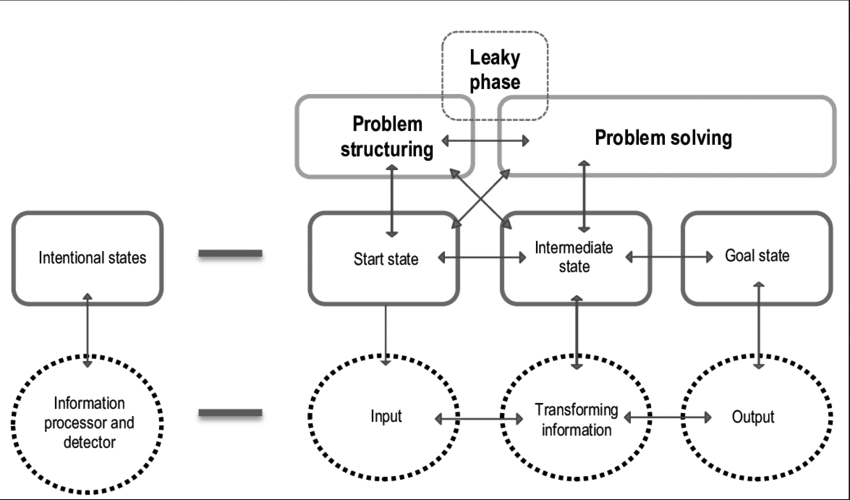 Leaky
phase
Problem
structuring
Problem solving
Intentional states
Start state
Intermediate
state
Goal state
Information
processor and
detector
Input
Transforming
information
Output